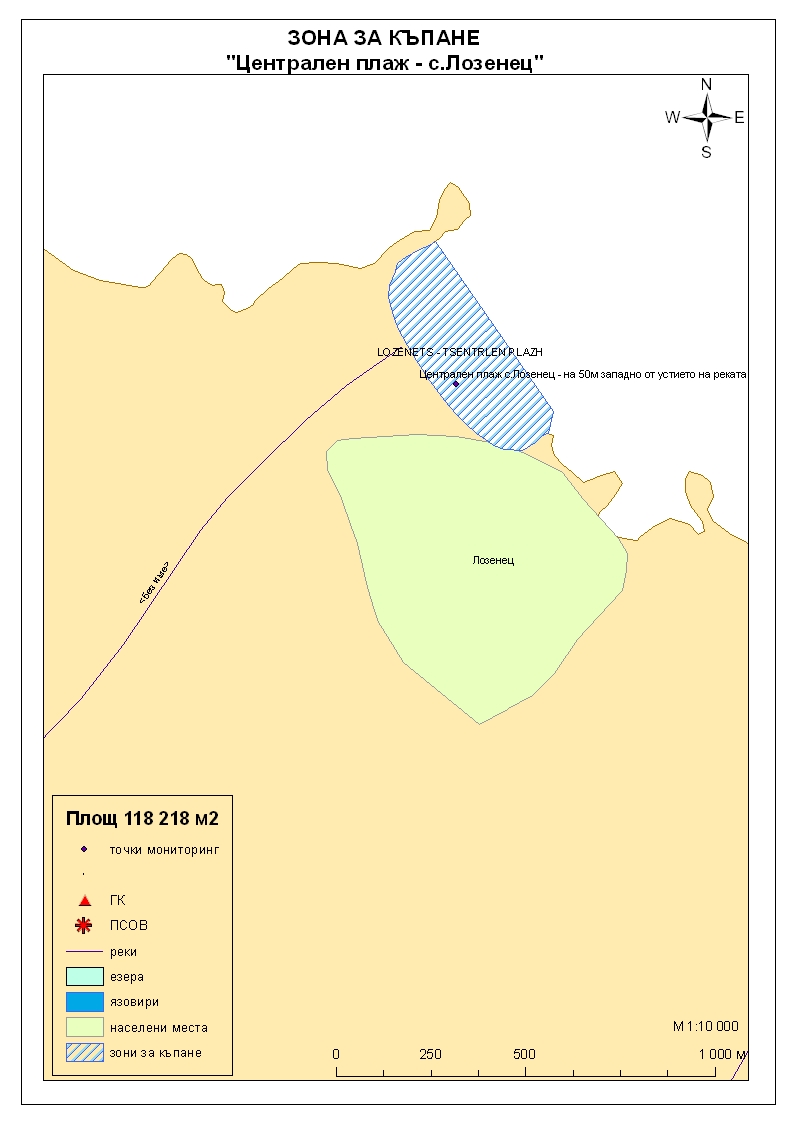 ЗОНА ЗА КЪПАНЕ
"Централен плаж - с.Лозенец"
N
W E
S
LOZENETS - TSENTRLEN PLAZH
Централен плаж с.Лозенец - на 50м западно от устието на реката
Лозенец
<без име>
Площ 118 218 м2
точки мониторинг
ГК
ПСОВ
реки
езера
язовири
населени места
зони за къпане
М 1:10 000
0 250 500 1 000 м